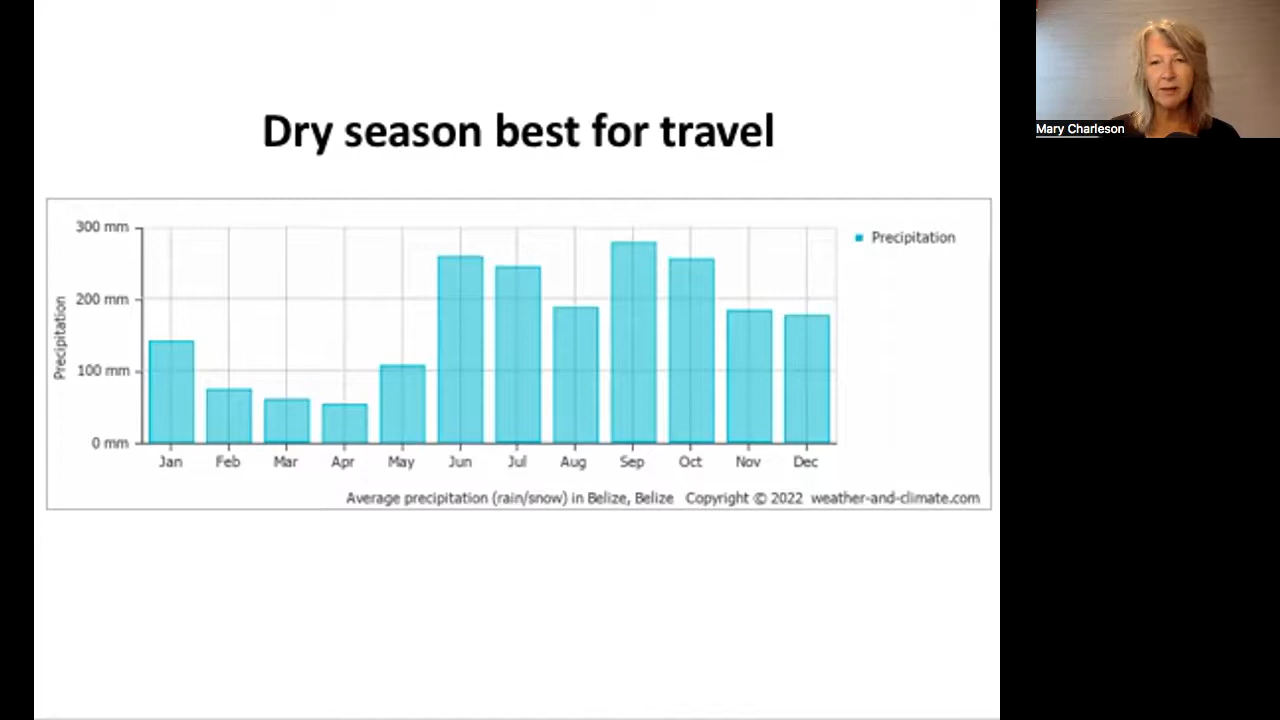 Dry season best for travel
Mary Charleson
300 mm
200 mm
100 mm
0 mm
Precipitation
Precipitation
Jan Feb Mar Apr May Jun Jul Aug Sep Oct Nov Dec
Average precipitation (rain/snow) in Belize, Belize Copyright © 2022 weather-and-climate.com